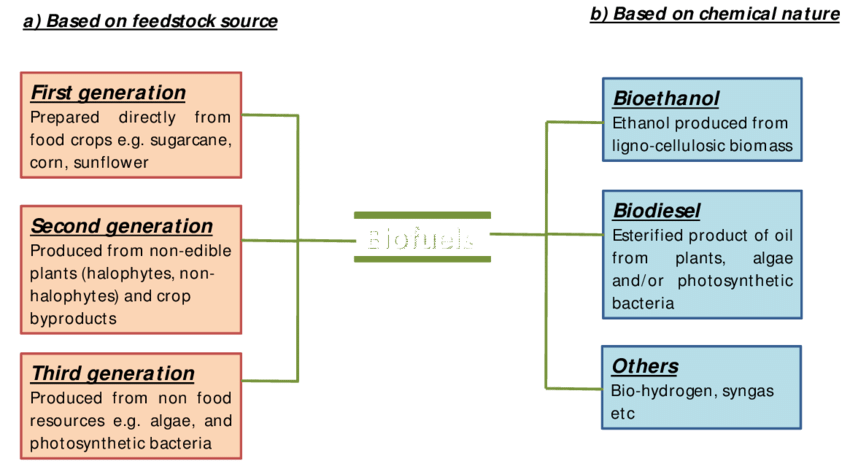 a) Based on feedstock source
b) Based on chemical nature
First generation
Prepared directly from
food crops e.g. sugarcane,
corn, sunflower
Second generation
Produced from non-edible
plants (halophytes, non-
halophytes) and crop
byproducts
Third generation
Produced from non food
resources e.g. algae, and
photosynthetic bacteria
Biofuels
Bioethanol
Ethanol produced from
ligno-cellulosic biomass
Biodiesel
Esterified product of oil
from plants, algae
and/or photosynthetic
bacteria
Others
Bio-hydrogen, syngas
etc